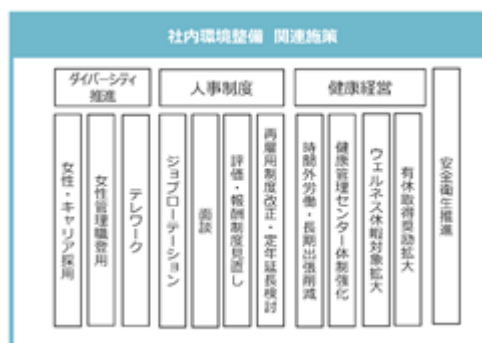 社内環境整備 関連施策
ダイバーシティ
推進
人事制度
健康経営
女性・キャリア採用
女性管理職登用
テレワーク
ジョブローテーション
面談
評価・報酬制度見直し
再雇用制度改正・定年延長検討
時間外労働・長期出張削減
健康管理センター体制強化
ウェルネス休暇対象拡大
有休取得奨励拡大
安全衛生推進